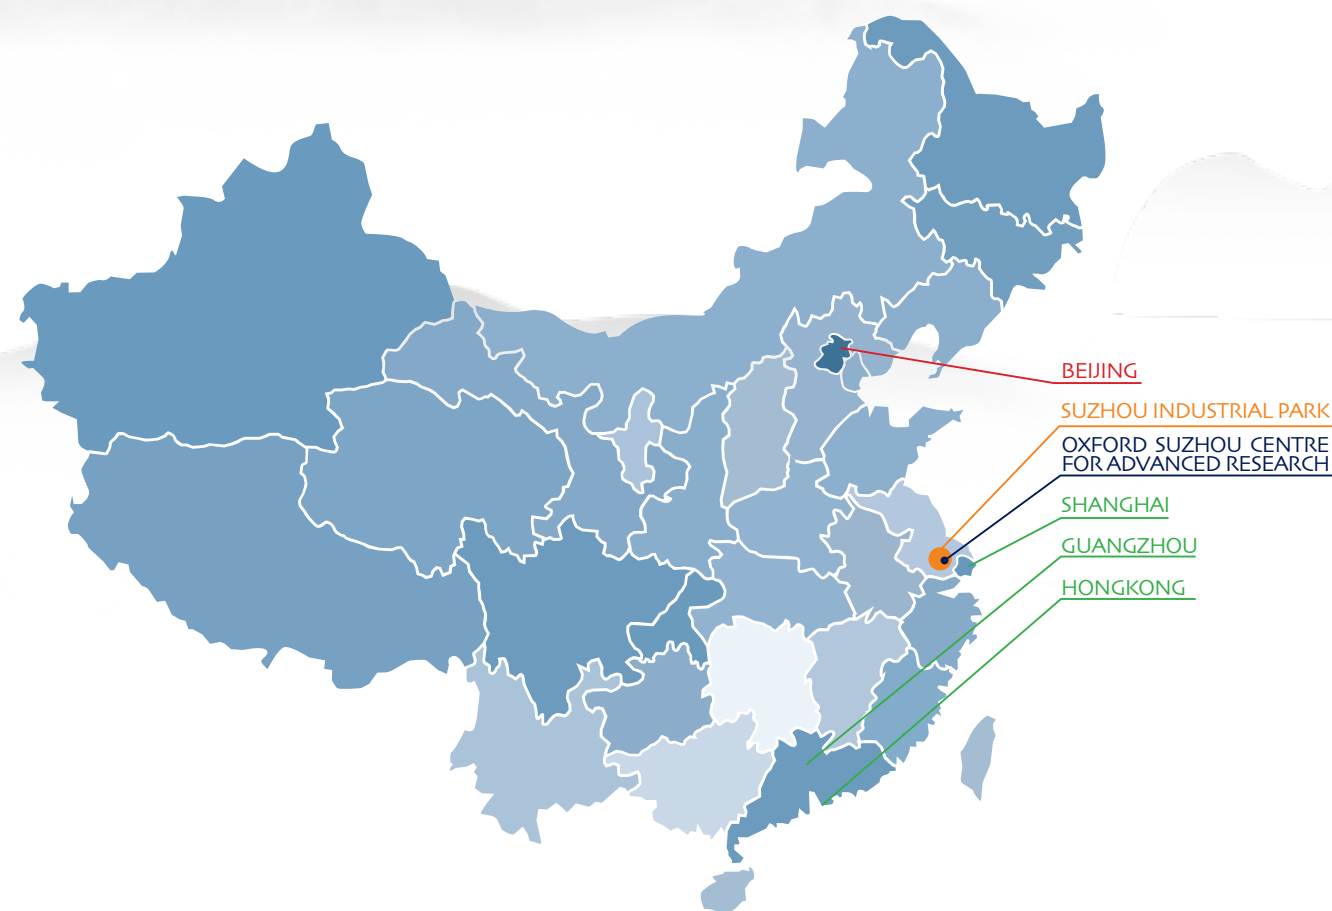 BEIJING
SUZHOU INDUSTRIAL PARK
OXFORD SUZHOU CENTRE
FOR ADVANCED RESEARCH
SHANGHAI
GUANGZHOU
HONGKONG